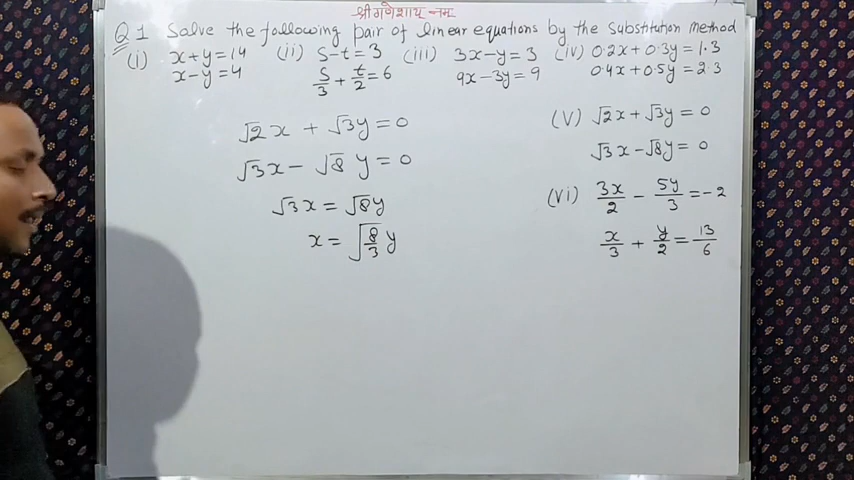 श्री गणेशाय नमः
Q1 Solve the following pair of linear equations by the substitution method
(i) x+y=14 (ii) s-t=3 (iii) 3x-y=3 (iv) 0.2x+0.3y=1.3
x-y=4 s/3 + t/2 = 6 9x-3y=9 0.4x+0.5y=2.3
√2x + √3y = 0
√3x - √8y = 0
√3x = √8y
x = √(8/3) y
(V) √2x + √3y = 0
√3x - √8y = 0
(Vi) 3x/2 - 5y/3 = -2
x/3 + y/2 = 13/6